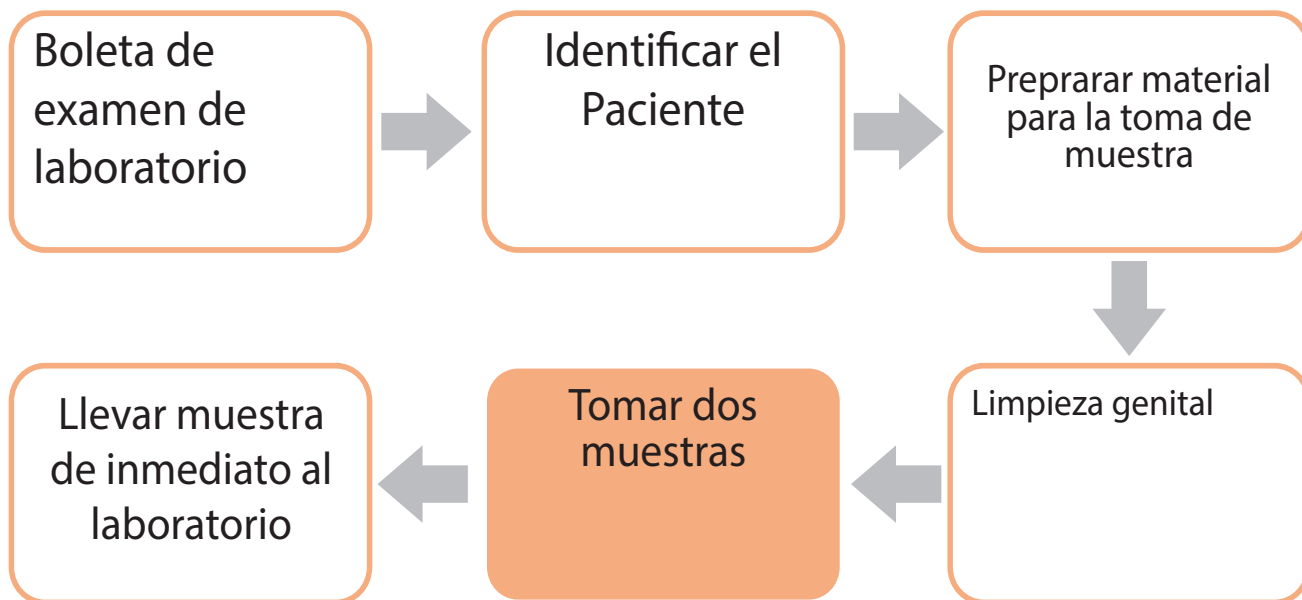 Boleta de
examen de
laboratorio
Identificar el
Paciente
Preprarar material
para la toma de
muestra
Limpieza genital
Tomar dos
muestras
Llevar muestra
de inmediato al
laboratorio